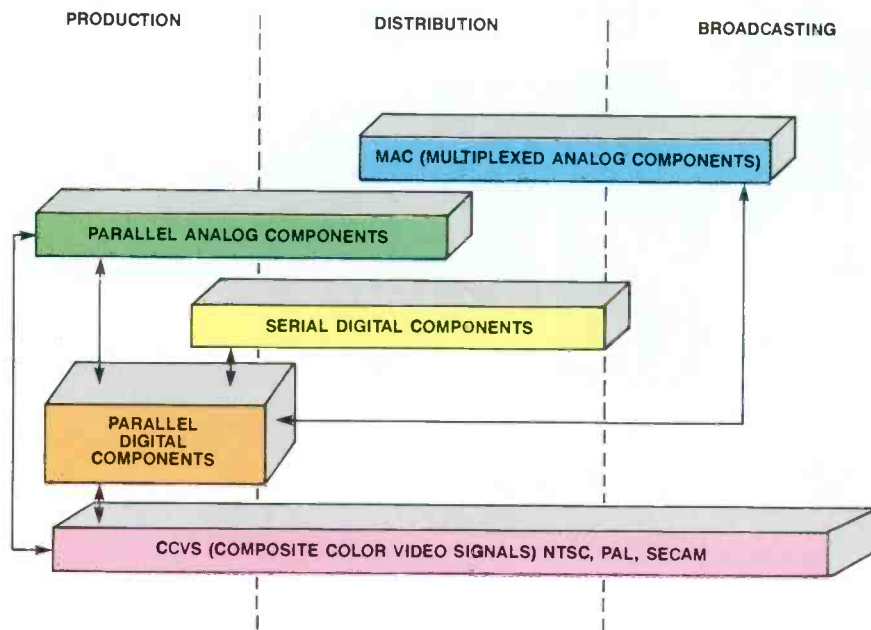 PRODUCTION
DISTRIBUTION
BROADCASTING
MAC (MULTIPLEXED ANALOG COMPONENTS)
PARALLEL ANALOG COMPONENTS
SERIAL DIGITAL COMPONENTS
PARALLEL
DIGITAL
COMPONENTS
CCVS (COMPOSITE COLOR VIDEO SIGNALS) NTSC, PAL, SECAM